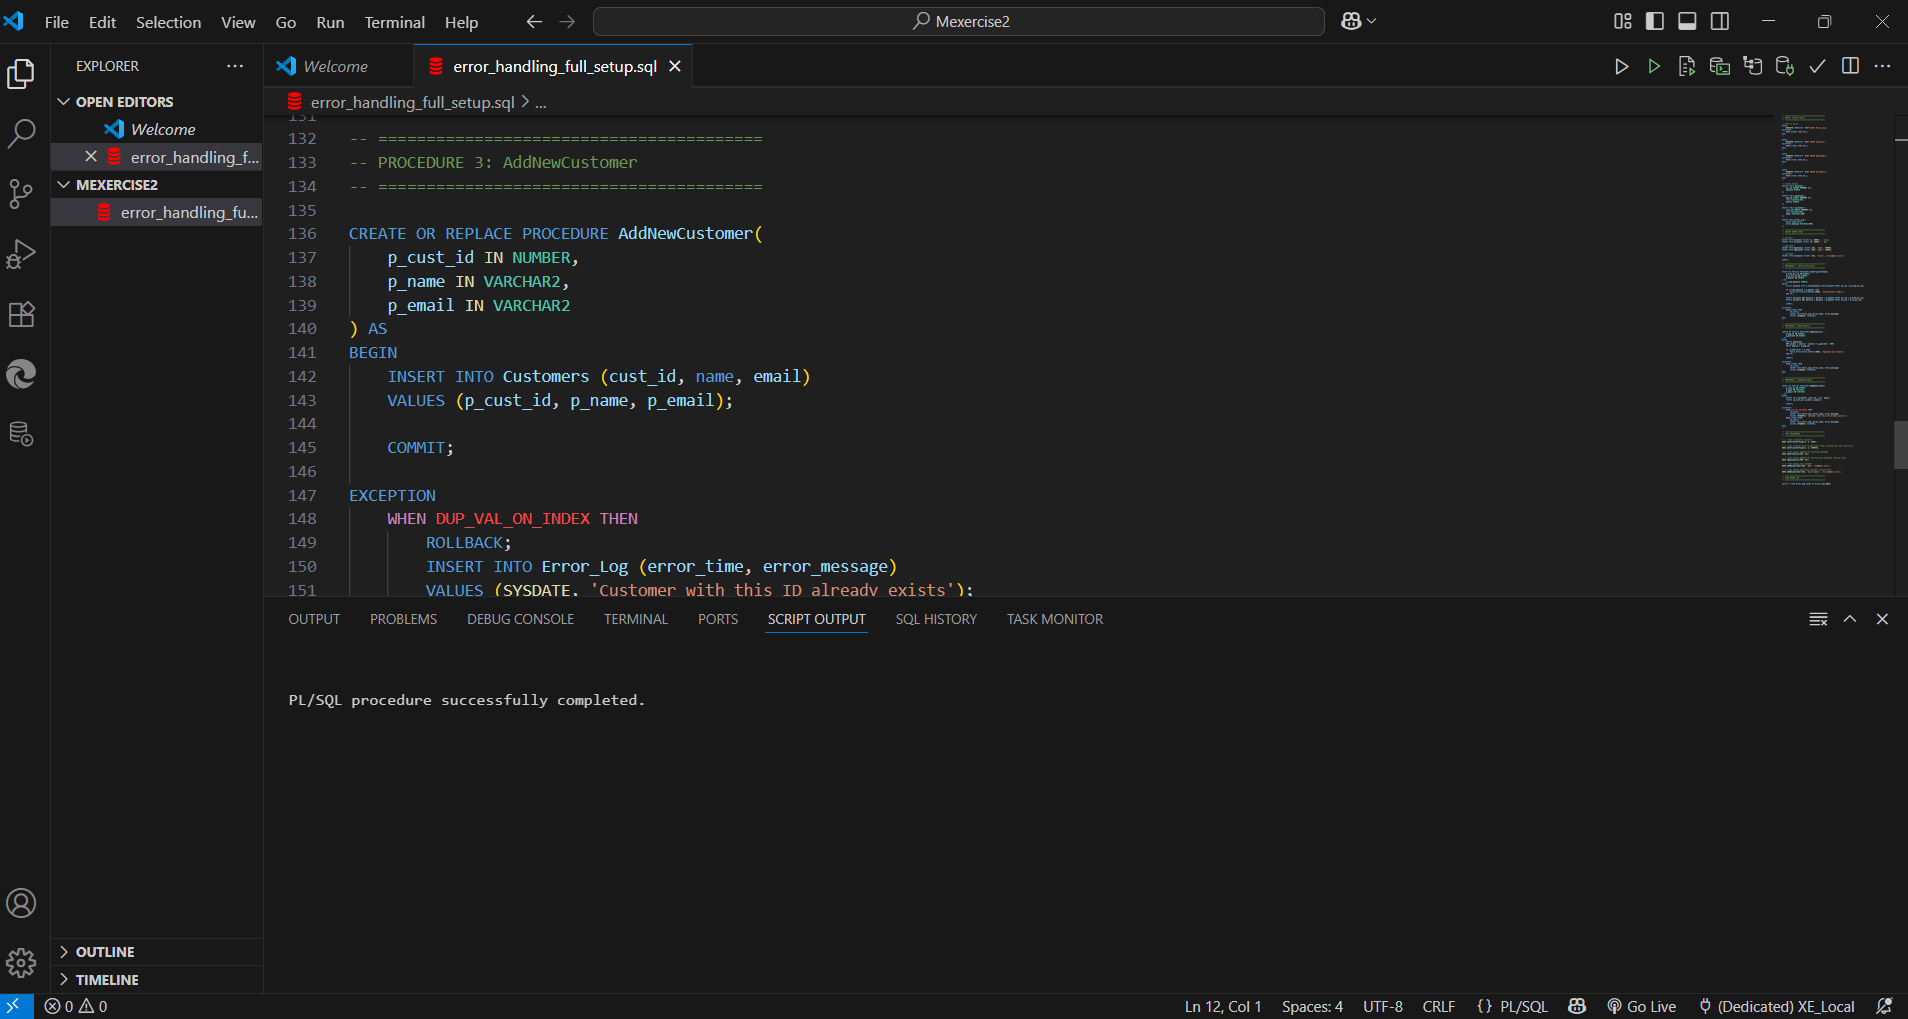 File Edit Selection View Go Run Terminal Help
Mexercise2
EXPLORER
OPEN EDITORS
Welcome
error_handling_f...
MEXERCISE2
error_handling_fu...
OUTLINE
TIMELINE
Welcome
error_handling_full_setup.sql
error_handling_full_setup.sql > ...
131
132 -- ========================================
133 -- PROCEDURE 3: AddNewCustomer
134 -- ========================================
135
136 CREATE OR REPLACE PROCEDURE AddNewCustomer(
137 p_cust_id IN NUMBER,
138 p_name IN VARCHAR2,
139 p_email IN VARCHAR2
140 ) AS
141 BEGIN
142 INSERT INTO Customers (cust_id, name, email)
143 VALUES (p_cust_id, p_name, p_email);
144
145 COMMIT;
146
147 EXCEPTION
148 WHEN DUP_VAL_ON_INDEX THEN
149 ROLLBACK;
150 INSERT INTO Error_Log (error_time, error_message)
151 VALUES (SYSDATE, 'Customer with this ID already exists');
OUTPUT PROBLEMS DEBUG CONSOLE TERMINAL PORTS SCRIPT OUTPUT SQL HISTORY TASK MONITOR
PL/SQL procedure successfully completed.
0 0
Ln 12, Col 1 Spaces: 4 UTF-8 CRLF {} PL/SQL Go Live (Dedicated) XE_Local